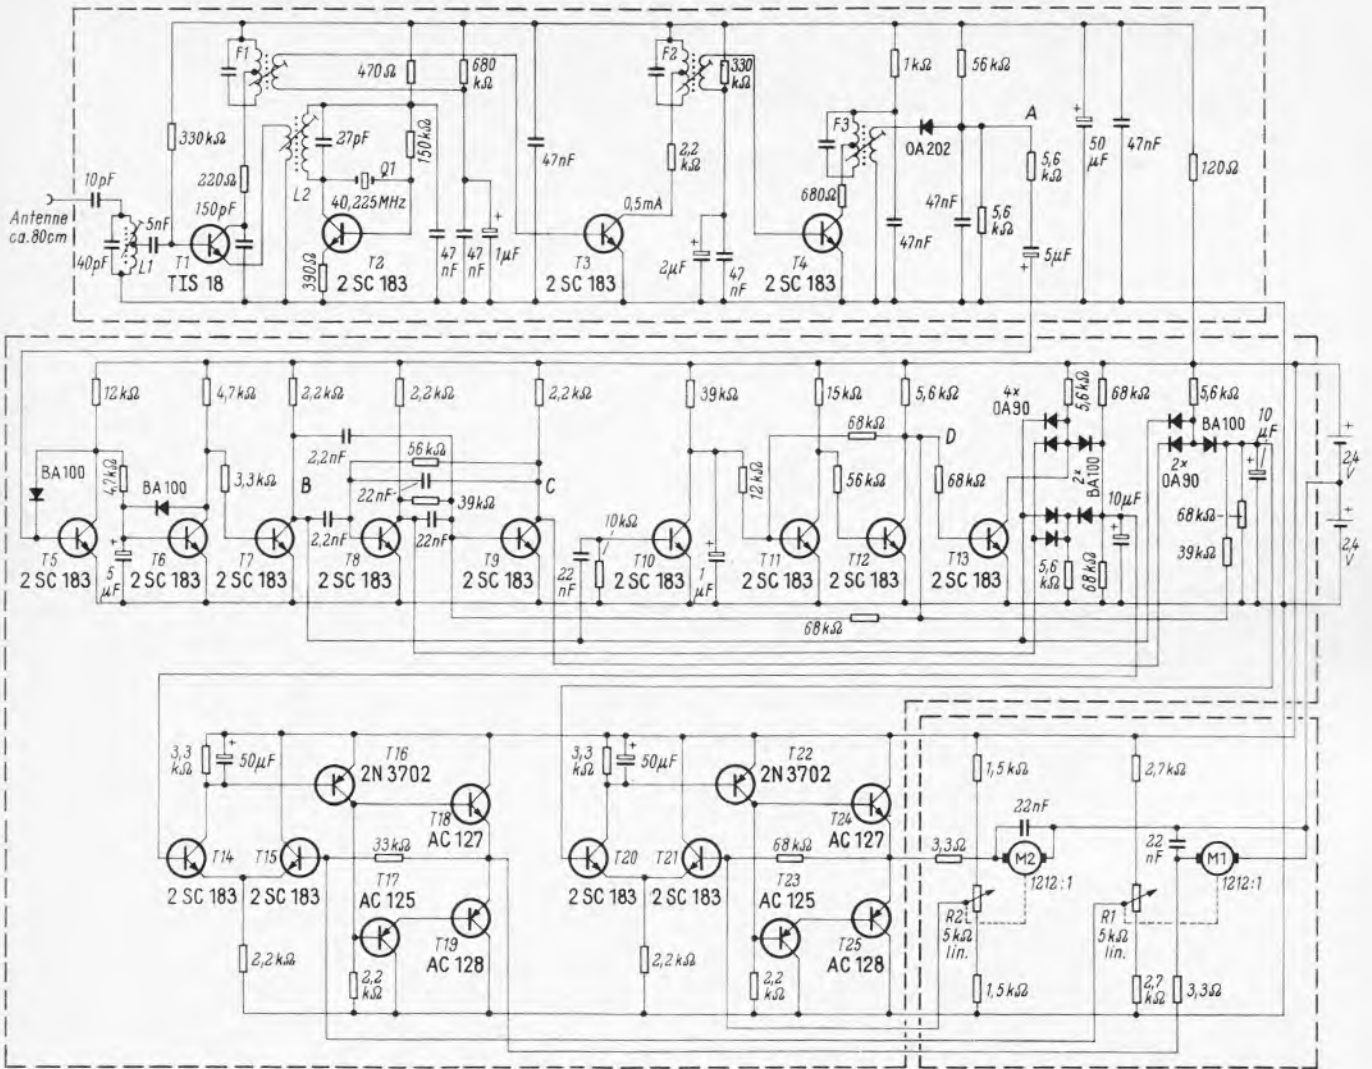 F1
470Ω
680
kΩ
F2
330
kΩ
1kΩ
56kΩ
A
330kΩ
27pF
150kΩ
47nF
2,2
kΩ
F3
OA202
5,6
kΩ
50
μF
47nF
120Ω
10pF
220Ω
L2
Q1
40,225MHz
0,5mA
680Ω
47nF
5,6
kΩ
Antenne
ca.80cm
5nF
150pF
40pF
L1
T1
TIS 18
390Ω
T2
2 SC 183
47
nF
47
nF
1μF
T3
2 SC 183
2μF
47
nF
T4
2 SC 183
47nF
5μF
12kΩ
4,7kΩ
2,2kΩ
2,2kΩ
2,2kΩ
39kΩ
15kΩ
5,6kΩ
4×
OA90
5,6kΩ
68kΩ
5,6kΩ
BA100
10
μF
2,4
V
68kΩ
D
BA100
4,7kΩ
BA100
3,3kΩ
B
2,2nF
56kΩ
22nF
39kΩ
C
12kΩ
56kΩ
68kΩ
2×
BA100
2×
OA90
10μF
68kΩ
39kΩ
2,4
V
2,2nF
22nF
10kΩ
T5
2 SC 183
5
μF
T6
2 SC 183
T7
2 SC 183
T8
2 SC 183
T9
2 SC 183
22
nF
T10
2 SC 183
1
μF
T11
2 SC 183
T12
2 SC 183
T13
2 SC 183
5,6
kΩ
68kΩ
68kΩ
3,3
kΩ
50μF
T16
2N 3702
T18
AC 127
33kΩ
T14
2 SC 183
T15
2 SC 183
T17
AC 125
T19
AC 128
2,2kΩ
2,2
kΩ
3,3
kΩ
50μF
T22
2N 3702
T24
AC 127
68kΩ
T20
2 SC 183
T21
2 SC 183
T23
AC 125
T25
AC 128
2,2kΩ
2,2
kΩ
1,5kΩ
2,7kΩ
22nF
3,3Ω
M2
1212:1
22
nF
M1
1212:1
R2
5kΩ
lin.
R1
5kΩ
lin.
1,5kΩ
2,7
kΩ
3,3Ω